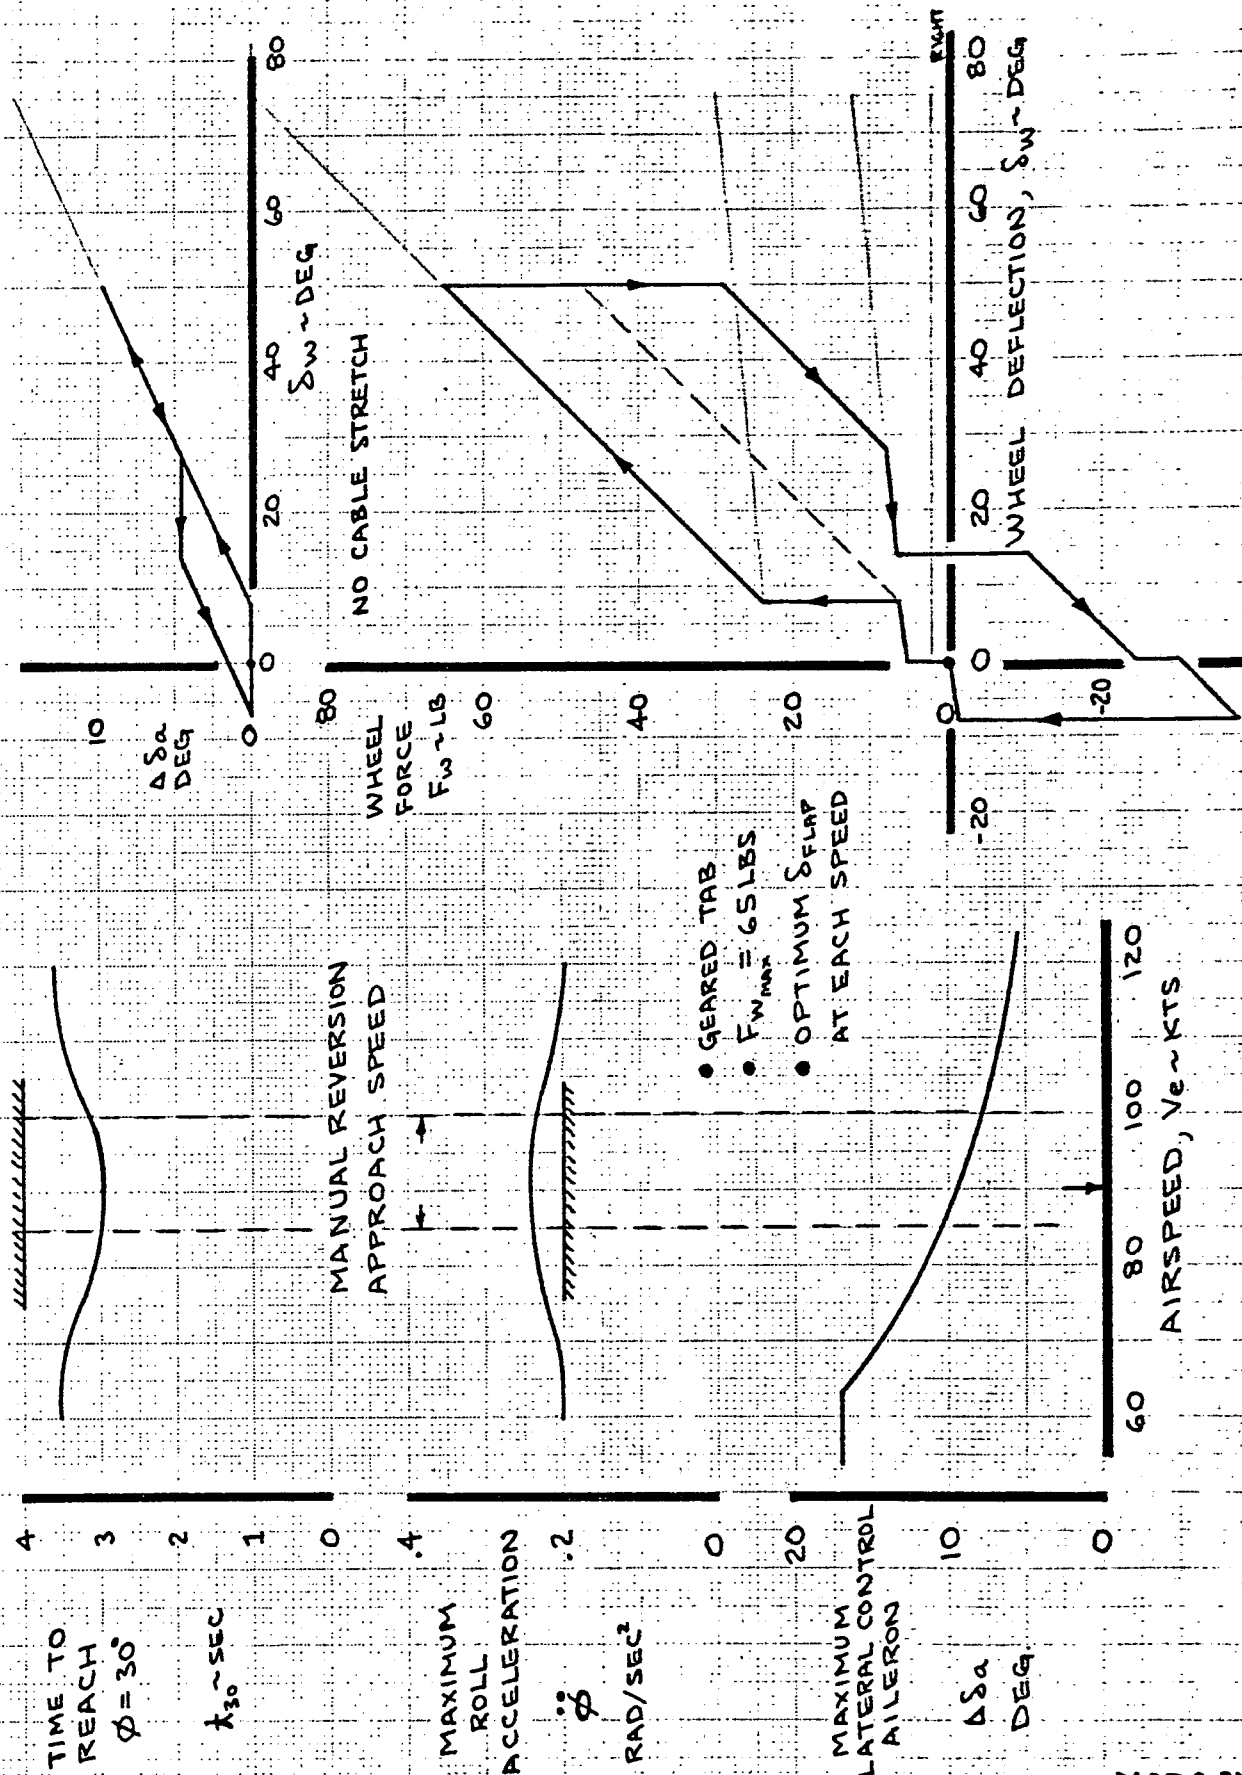 TIME TO
REACH
Ø = 30°
t30 ~ SEC
4
3
2
1
0
MANUAL REVERSION
APPROACH SPEED
MAXIMUM
ROLL
ACCELERATION
Ø̈
RAD/SEC²
.4
.2
0
• GEARED TAB
• FWMAX = 65 LBS
• OPTIMUM δFLAP
AT EACH SPEED
MAXIMUM
LATERAL CONTROL
AILERON
Δδa
DEG.
20
10
0
60
80
100
120
AIRSPEED, Ve ~ KTS
Δδa
DEG
10
0
0
20
40
60
80
δw ~ DEG
NO CABLE STRETCH
WHEEL
FORCE
Fw ~ LB
80
60
40
20
0
-20
-20
0
20
40
60
80
RIGHT
WHEEL DEFLECTION, δw ~ DEG